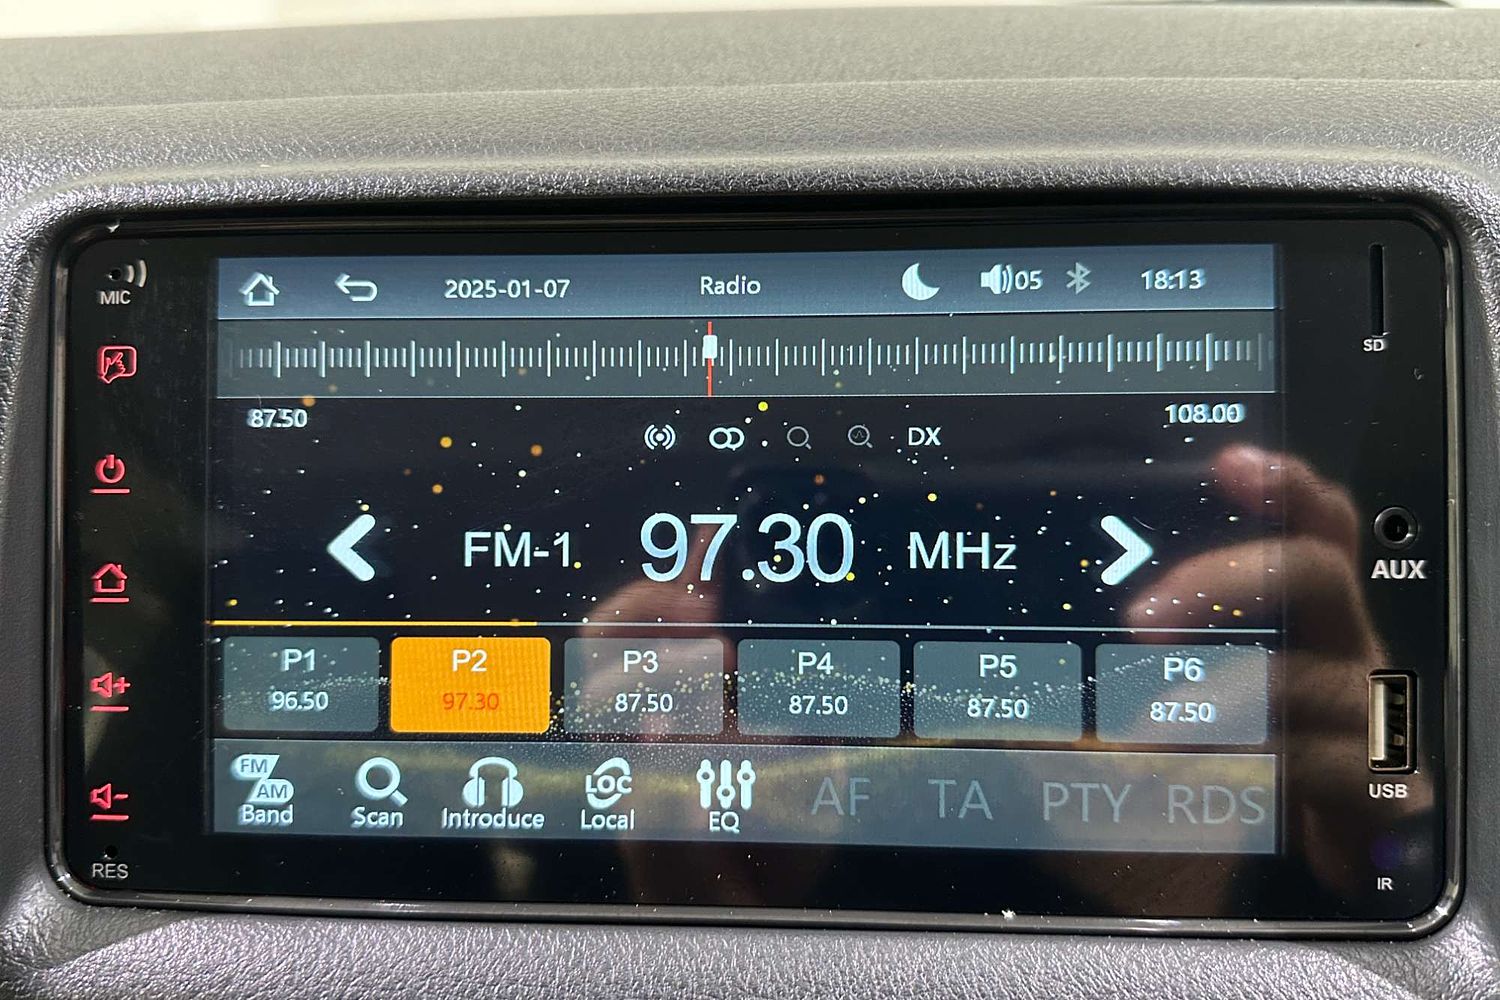 MIC
2025-01-07 Radio 05 18:13
SD
87.50 108.00
DX
FM-1 97.30 MHz
AUX
P1 P2 P3 P4 P5 P6
96.50 97.30 87.50 87.50 87.50 87.50
FM
AM
LOC
Band Scan Introduce Local EQ AF TA PTY RDS
USB
RES
IR